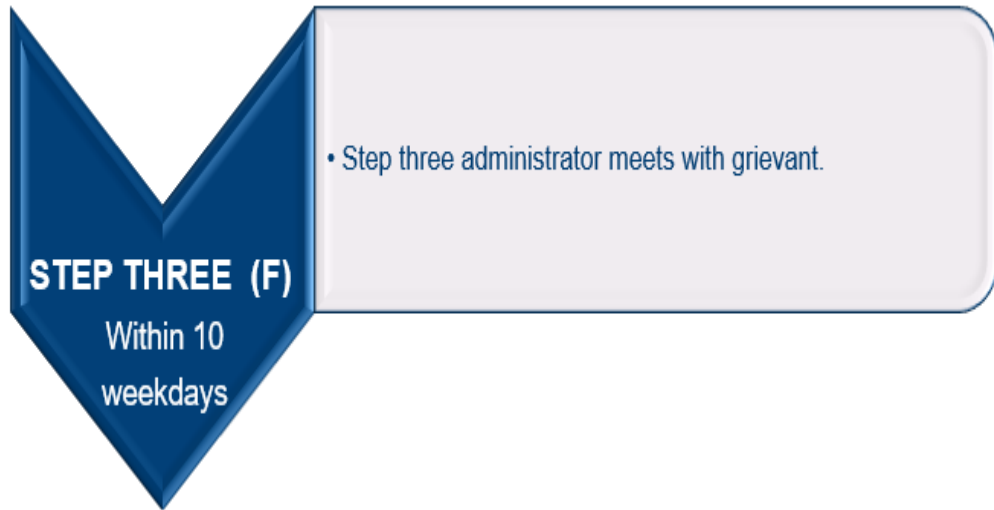 STEP THREE (F)
Within 10
weekdays
• Step three administrator meets with grievant.